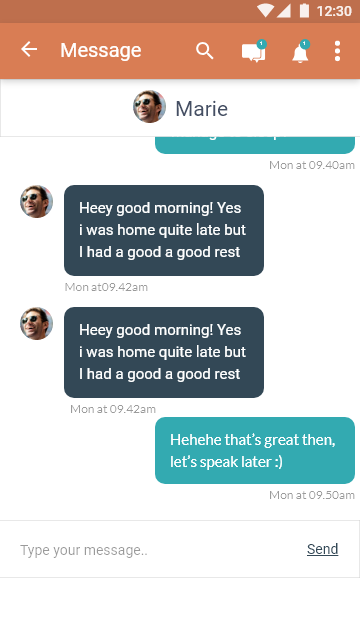 12:30
Message
1 1
Marie
Mon at 09.40am
Heey good morning! Yes
i was home quite late but
I had a good a good rest
Mon at09.42am
Heey good morning! Yes
i was home quite late but
I had a good a good rest
Mon at 09.42am
Hehehe that's great then,
let's speak later :)
Mon at 09.50am
Type your message..
Send